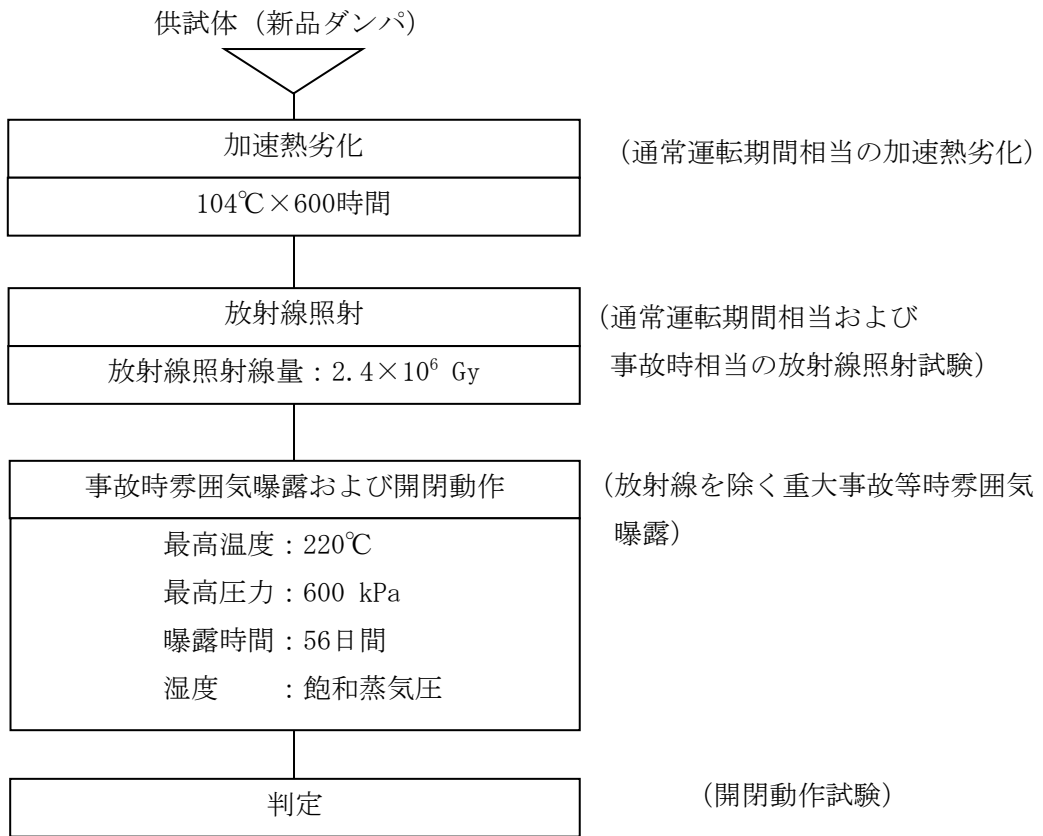 供試体（新品ダンパ）
加速熱劣化
（通常運転期間相当の加速熱劣化）
104℃×600時間
放射線照射
（通常運転期間相当および
事故時相当の放射線照射試験）
放射線照射線量：2.4×10⁶ Gy
事故時雰囲気曝露および開閉動作
（放射線を除く重大事故等時雰囲気
曝露）
最高温度：220℃
最高圧力：600 kPa
曝露時間：56日間
湿度　　：飽和蒸気圧
判定
（開閉動作試験）